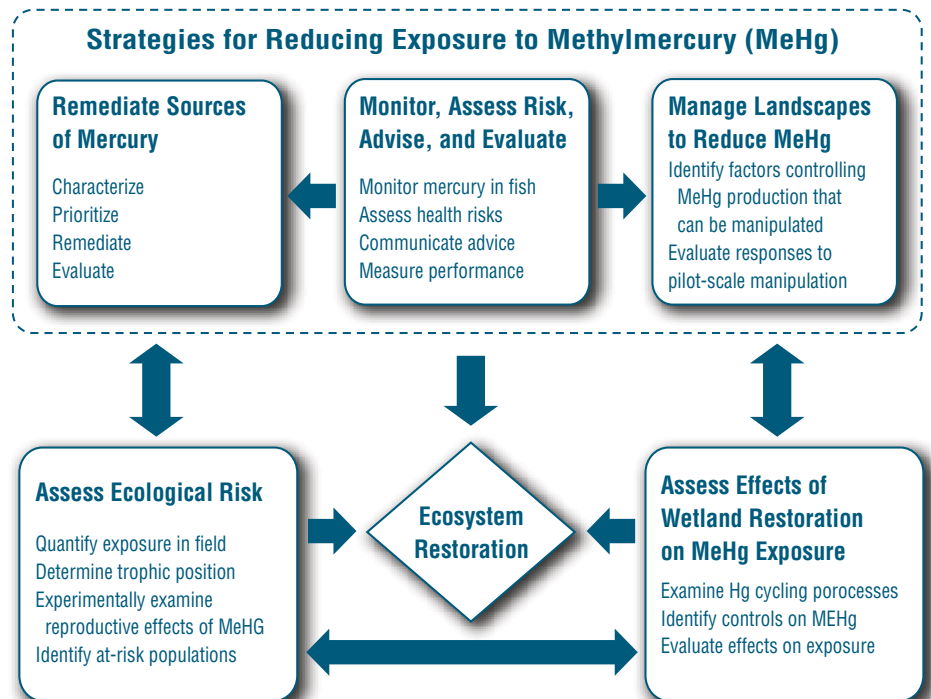 Strategies for Reducing Exposure to Methylmercury (MeHg)
Remediate Sources
of Mercury
Characterize
Prioritize
Remediate
Evaluate
Monitor, Assess Risk,
Advise, and Evaluate
Monitor mercury in fish
Assess health risks
Communicate advice
Measure performance
Manage Landscapes
to Reduce MeHg
Identify factors controlling
MeHg production that
can be manipulated
Evaluate responses to
pilot-scale manipulation
Assess Ecological Risk
Quantify exposure in field
Determine trophic position
Experimentally examine
reproductive effects of MeHG
Identify at-risk populations
Ecosystem
Restoration
Assess Effects of
Wetland Restoration
on MeHg Exposure
Examine Hg cycling porocesses
Identify controls on MEHg
Evaluate effects on exposure